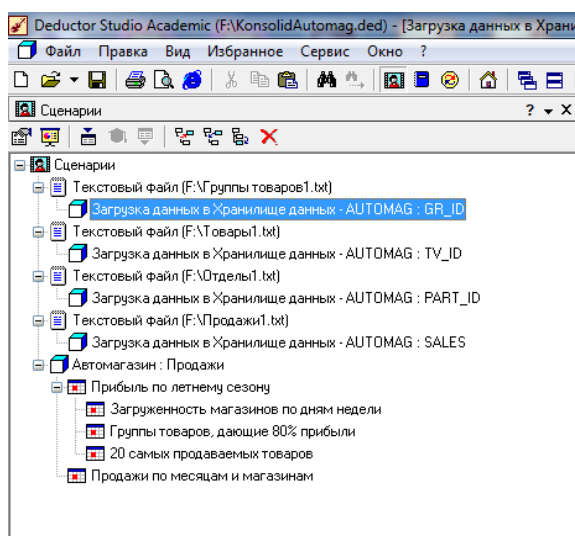 Deductor Studio Academic (F:\KonsolidAutomag.ded) - [Загрузка данных в Храни
Файл Правка Вид Избранное Сервис Окно ?
Сценарии ?
Сценарии
Текстовый файл (F:\Группы товаров1.txt)
Загрузка данных в Хранилище данных - AUTOMAG : GR_ID
Текстовый файл (F:\Товары1.txt)
Загрузка данных в Хранилище данных - AUTOMAG : TV_ID
Текстовый файл (F:\Отделы1.txt)
Загрузка данных в Хранилище данных - AUTOMAG : PART_ID
Текстовый файл (F:\Продажи1.txt)
Загрузка данных в Хранилище данных - AUTOMAG : SALES
Автомагазин : Продажи
Прибыль по летнему сезону
Загруженность магазинов по дням недели
Группы товаров, дающие 80% прибыли
20 самых продаваемых товаров
Продажи по месяцам и магазинам